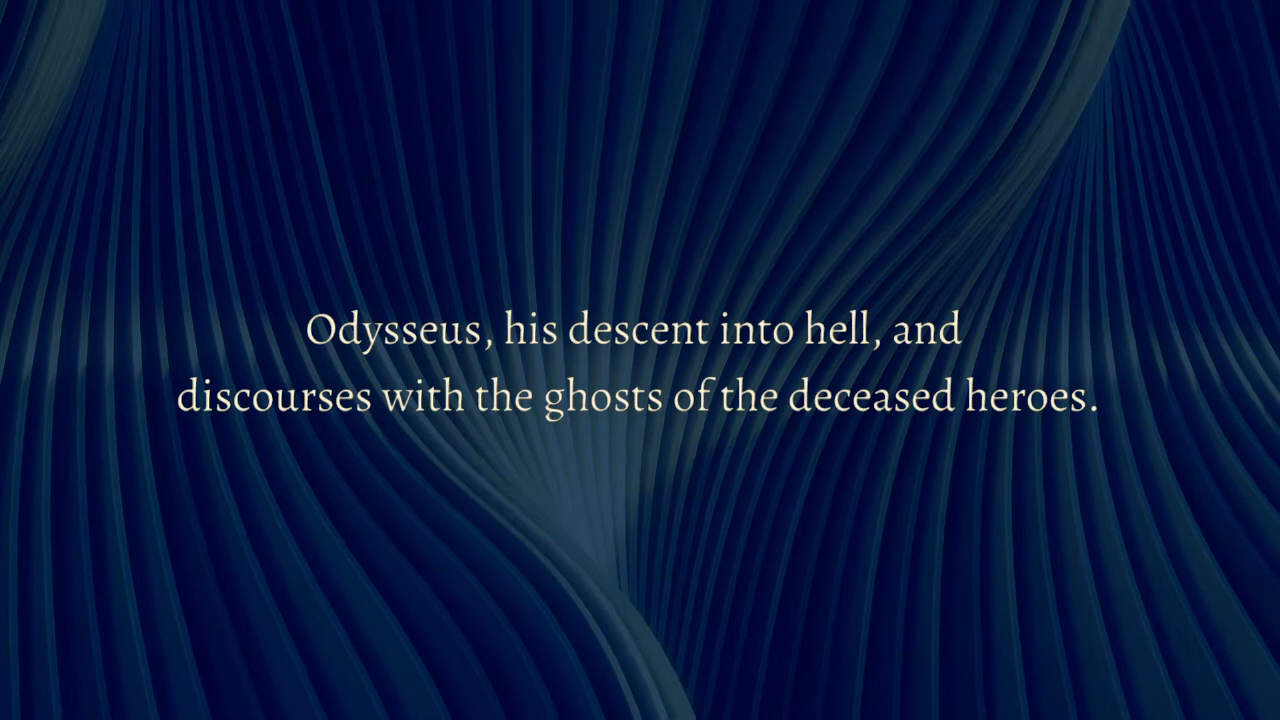 Odysseus, his descent into hell, and
discourses with the ghosts of the deceased heroes.